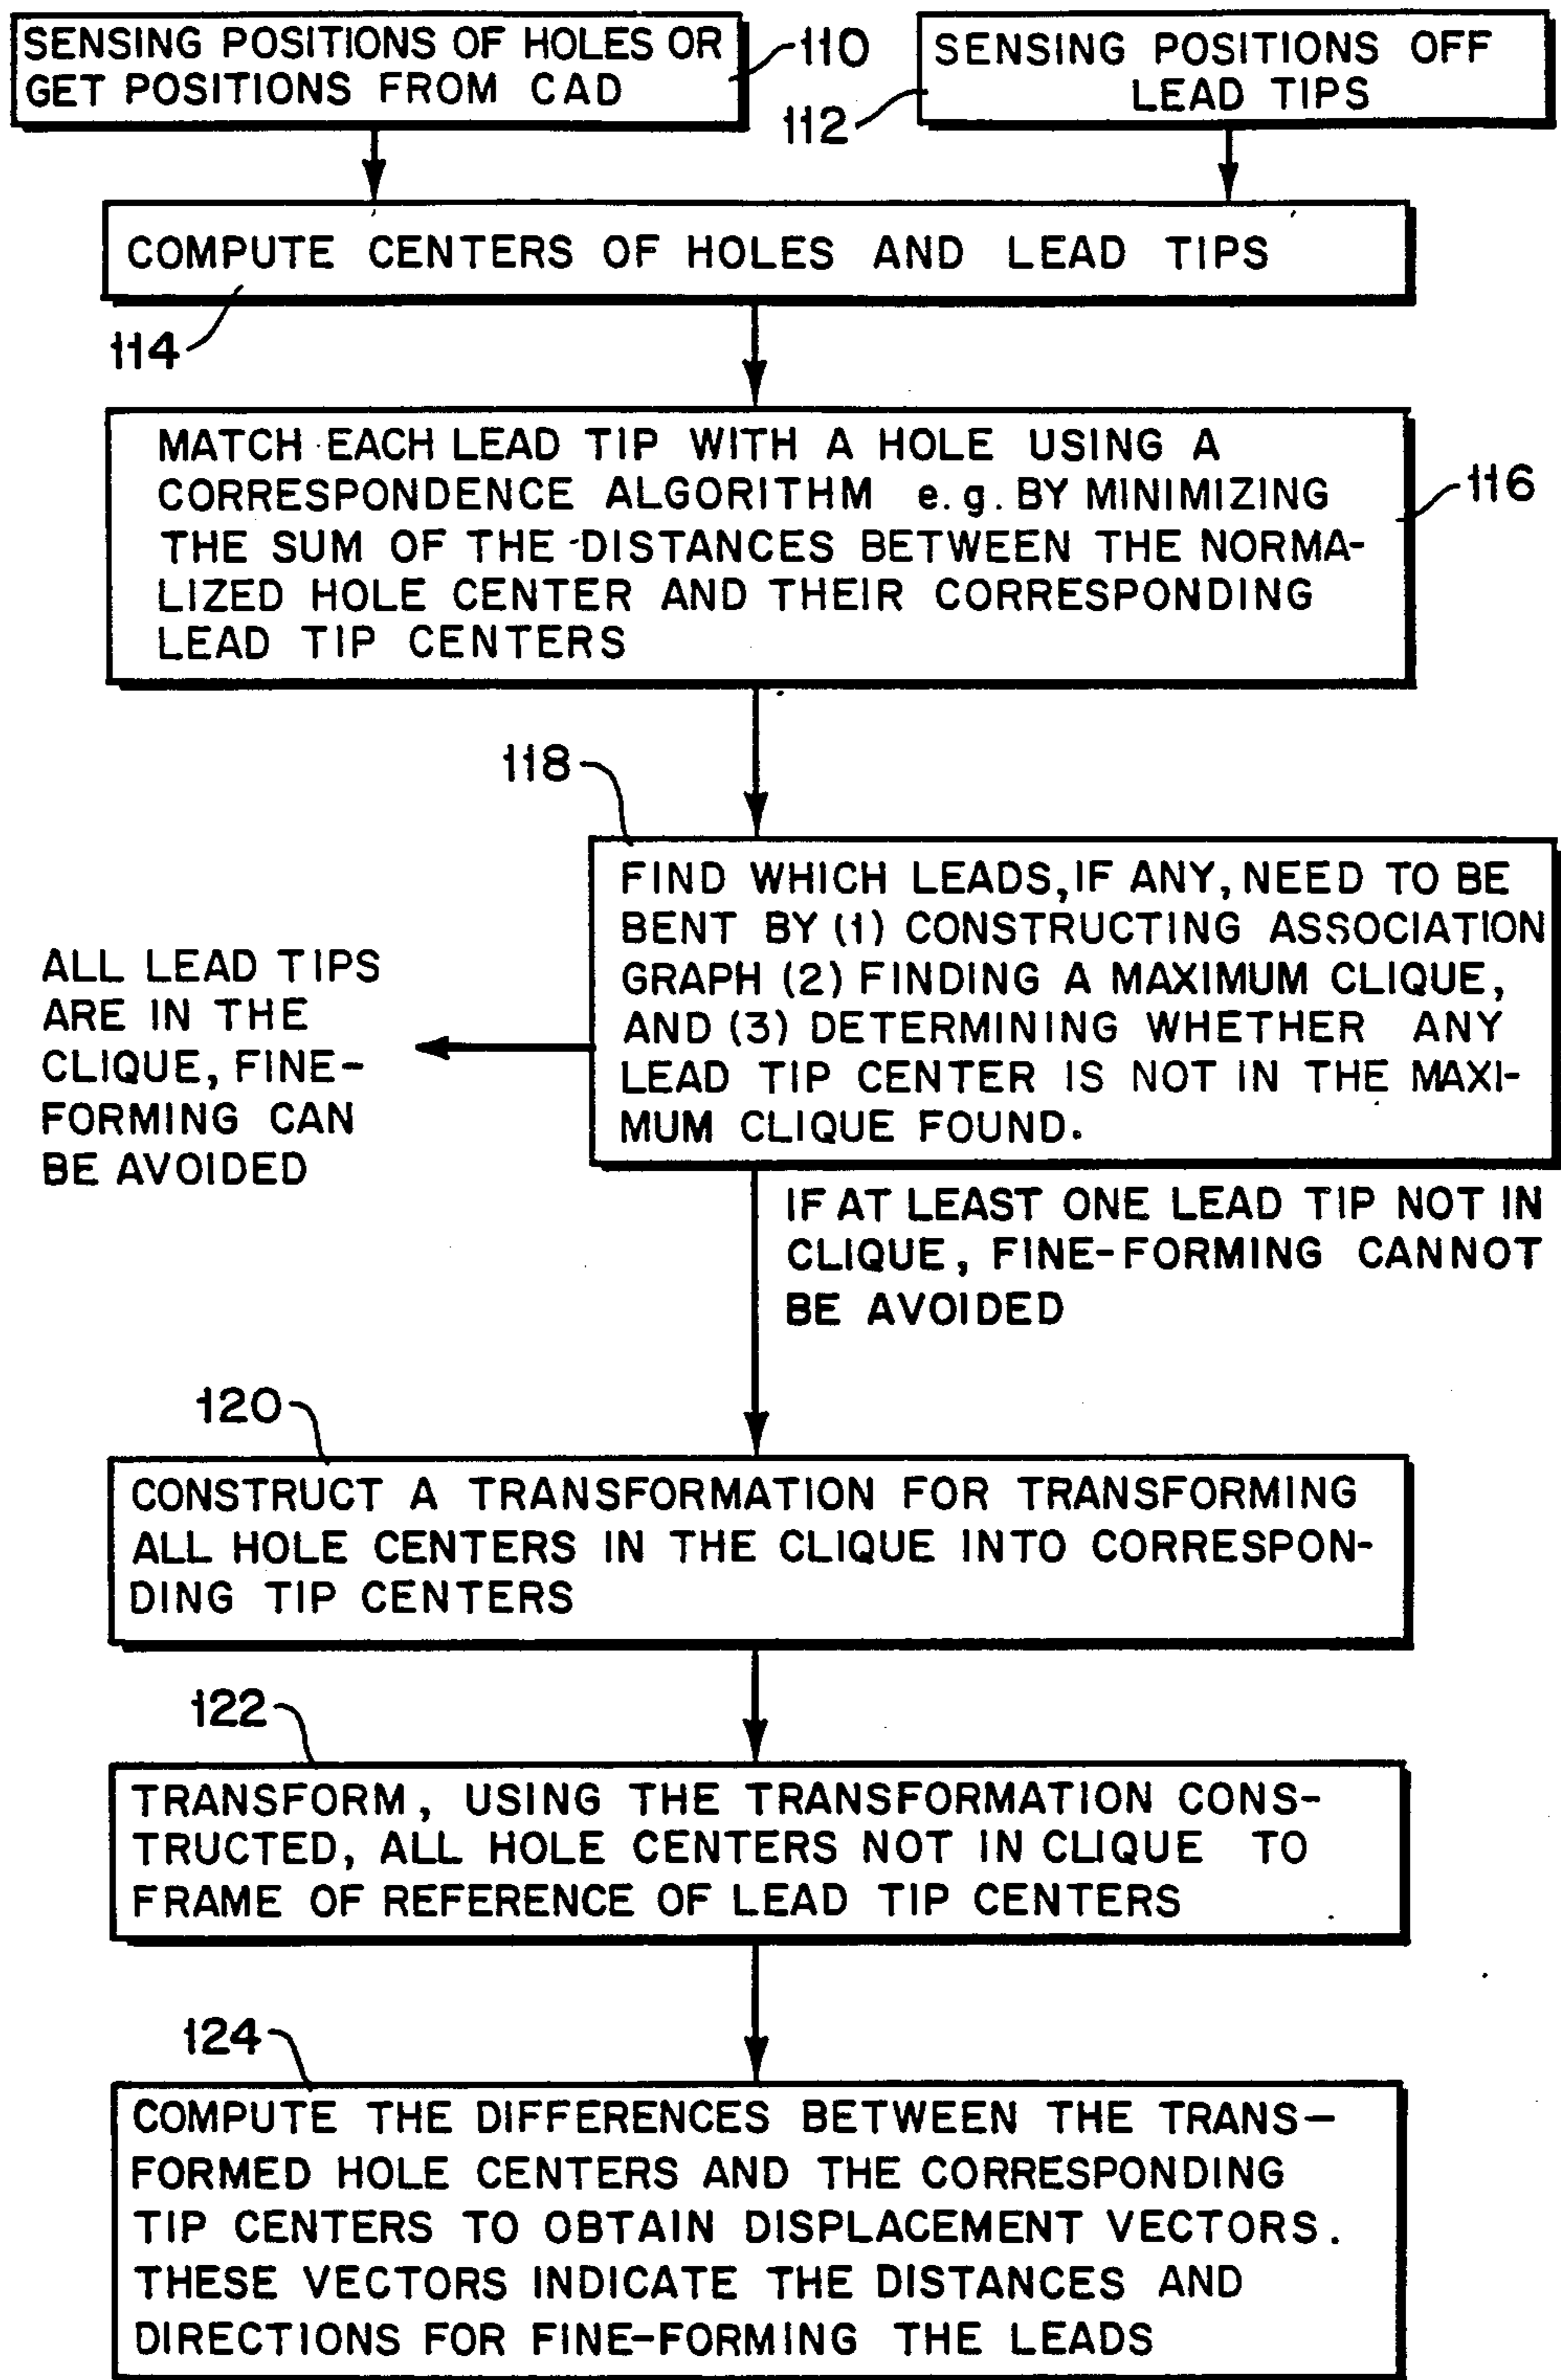 SENSING POSITIONS OF HOLES OR
GET POSITIONS FROM CAD
110
SENSING POSITIONS OFF
LEAD TIPS
112
COMPUTE CENTERS OF HOLES AND LEAD TIPS
114
MATCH EACH LEAD TIP WITH A HOLE USING A
CORRESPONDENCE ALGORITHM e.g. BY MINIMIZING
THE SUM OF THE DISTANCES BETWEEN THE NORMA-
LIZED HOLE CENTER AND THEIR CORRESPONDING
LEAD TIP CENTERS
116
118
FIND WHICH LEADS, IF ANY, NEED TO BE
BENT BY (1) CONSTRUCTING ASSOCIATION
GRAPH (2) FINDING A MAXIMUM CLIQUE,
AND (3) DETERMINING WHETHER ANY
LEAD TIP CENTER IS NOT IN THE MAXI-
MUM CLIQUE FOUND.
ALL LEAD TIPS
ARE IN THE
CLIQUE, FINE-
FORMING CAN
BE AVOIDED
IF AT LEAST ONE LEAD TIP NOT IN
CLIQUE, FINE-FORMING CANNOT
BE AVOIDED
120
CONSTRUCT A TRANSFORMATION FOR TRANSFORMING
ALL HOLE CENTERS IN THE CLIQUE INTO CORRESPON-
DING TIP CENTERS
122
TRANSFORM, USING THE TRANSFORMATION CONS-
TRUCTED, ALL HOLE CENTERS NOT IN CLIQUE TO
FRAME OF REFERENCE OF LEAD TIP CENTERS
124
COMPUTE THE DIFFERENCES BETWEEN THE TRANS-
FORMED HOLE CENTERS AND THE CORRESPONDING
TIP CENTERS TO OBTAIN DISPLACEMENT VECTORS.
THESE VECTORS INDICATE THE DISTANCES AND
DIRECTIONS FOR FINE-FORMING THE LEADS